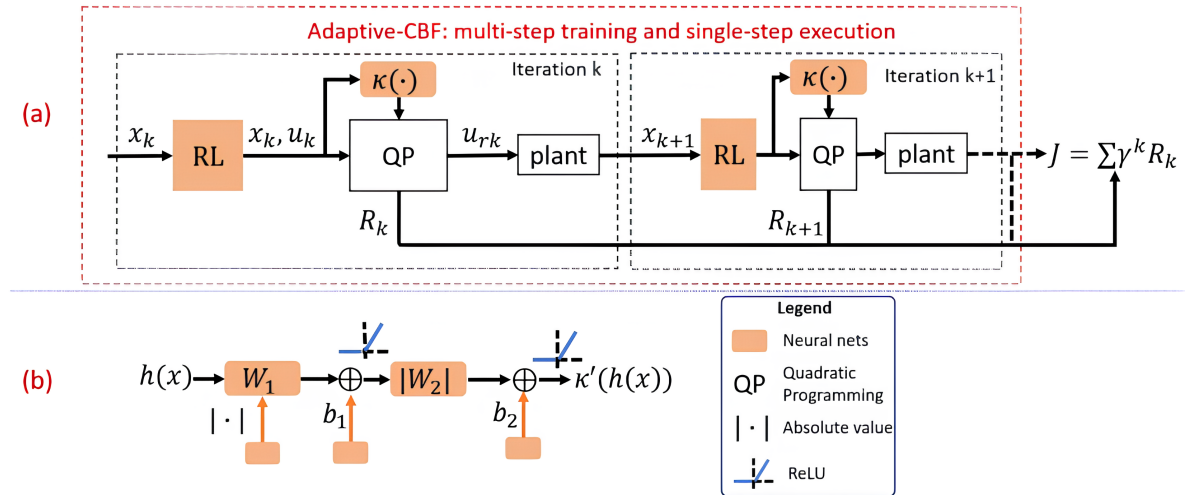 Adaptive-CBF: multi-step training and single-step execution
(a)
Iteration k
κ(·)
x_k
RL
x_k, u_k
QP
u_{rk}
plant
R_k
Iteration k+1
κ(·)
x_{k+1}
RL
QP
plant
R_{k+1}
J = ∑γ^k R_k
(b)
h(x)
W_1
|·|
b_1
|W_2|
b_2
κ'(h(x))
Legend
Neural nets
QP
Quadratic
Programming
|·|
Absolute value
ReLU